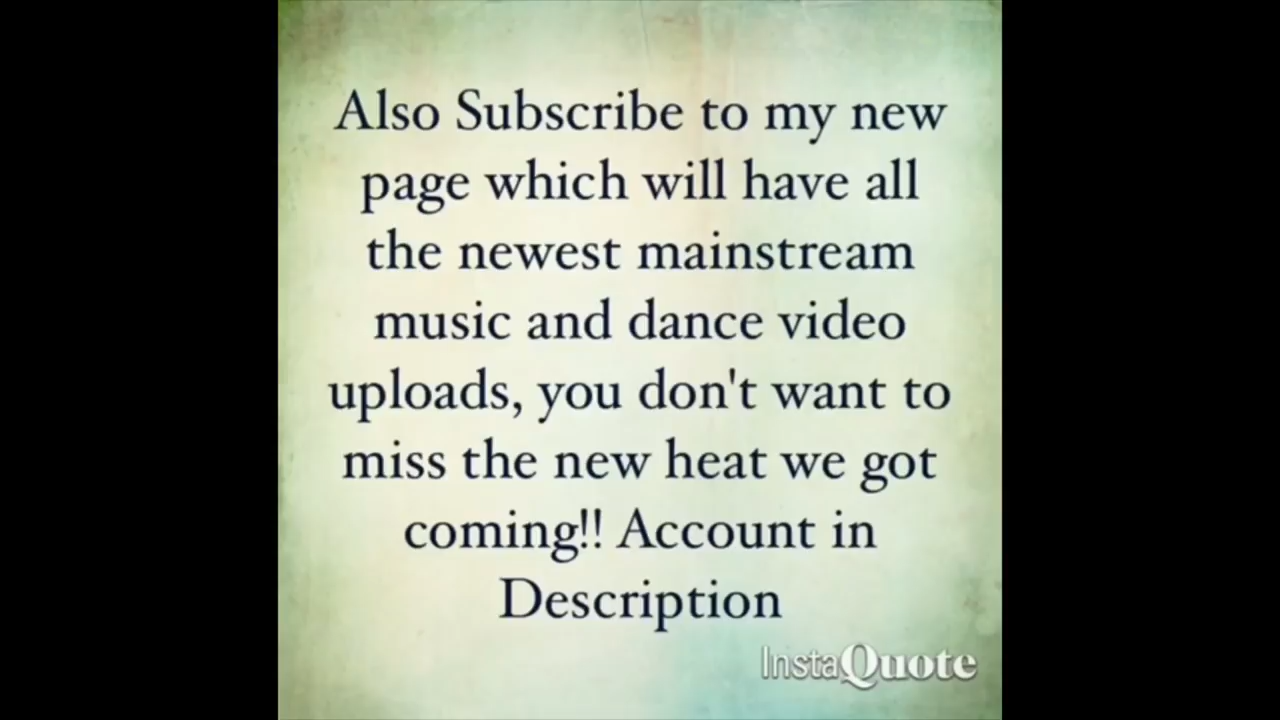 Also Subscribe to my new
page which will have all
the newest mainstream
music and dance video
uploads, you don't want to
miss the new heat we got
coming!! Account in
Description
InstaQuote